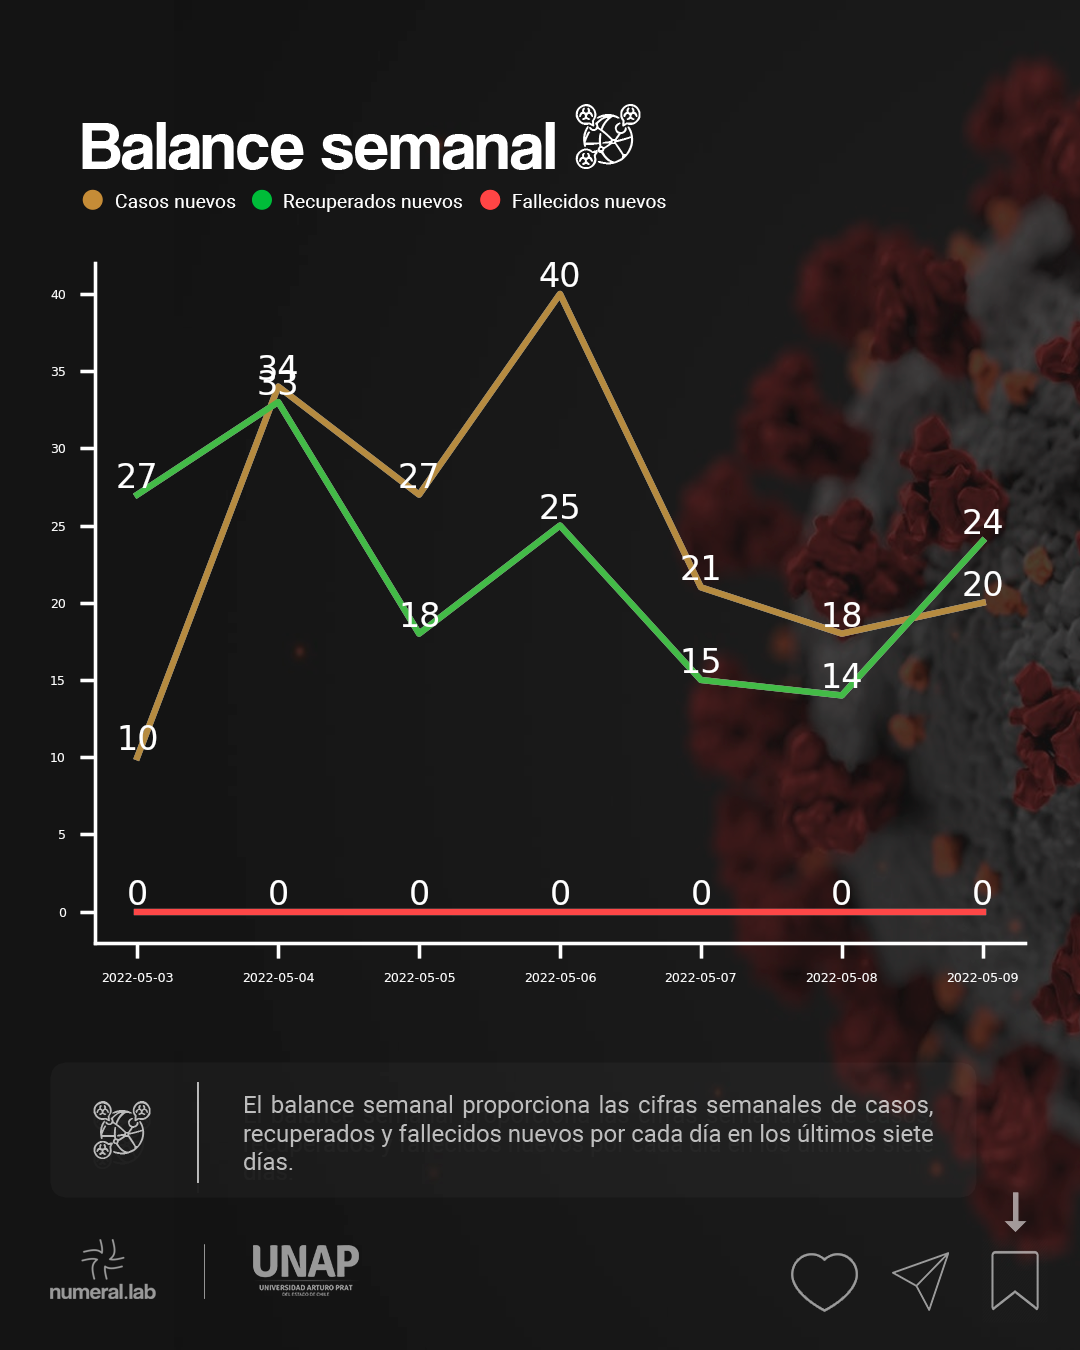 Balance semanal
Casos nuevos Recuperados nuevos Fallecidos nuevos
40
40
34
35
33
30
27 27
25
25
24
21
20
20
18 18
15
15
14
10
10
5
0 0 0 0 0 0 0
0
2022-05-03 2022-05-04 2022-05-05 2022-05-06 2022-05-07 2022-05-08 2022-05-09
El balance semanal proporciona las cifras semanales de casos,
recuperados y fallecidos nuevos por cada día en los últimos siete
días.
numeral.lab
UNAP
UNIVERSIDAD ARTURO PRAT
DEL ESTADO DE CHILE